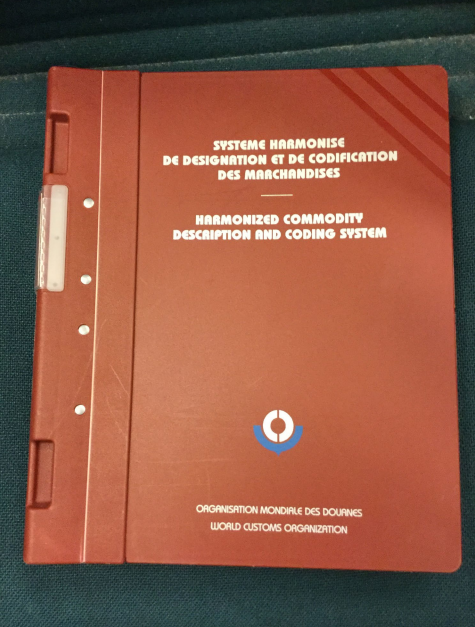 SYSTEME HARMONISE
DE DESIGNATION ET DE CODIFICATION
DES MARCHANDISES
HARMONIZED COMMODITY
DESCRIPTION AND CODING SYSTEM
ORGANISATION MONDIALE DES DOUANES
WORLD CUSTOMS ORGANIZATION